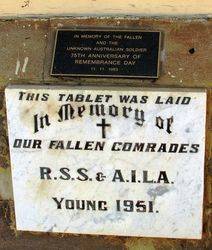 IN MEMORY OF THE FALLEN
AND THE
UNKNOWN AUSTRALIAN SOLDIER
75TH ANNIVERSARY OF
REMEMBRANCE DAY
11. 11. 1993
THIS TABLET WAS LAID
In Memory of
OUR FALLEN COMRADES
R.S.S. & A.I.L.A.
YOUNG 1951.